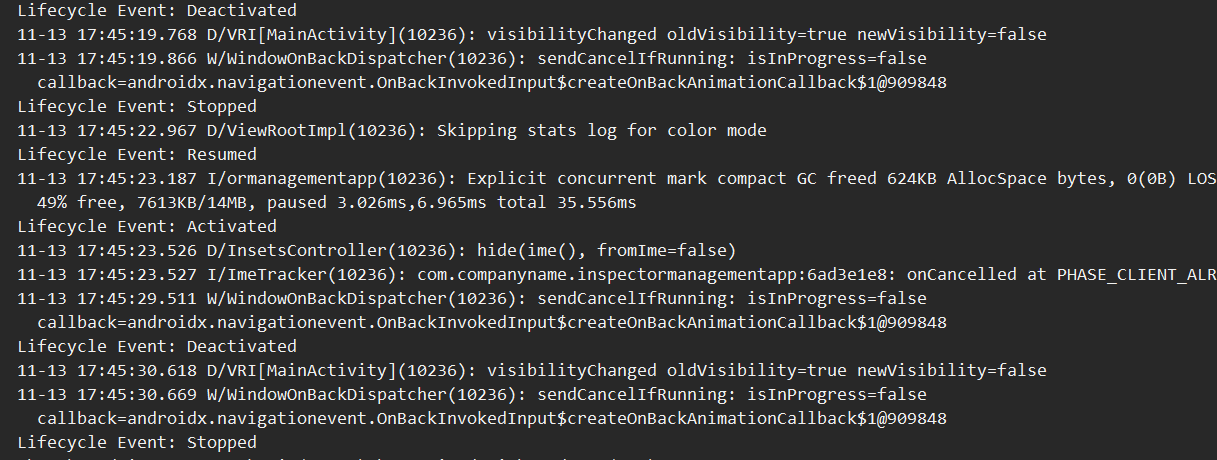 Lifecycle Event: Deactivated
11-13 17:45:19.768 D/VRI[MainActivity](10236): visibilityChanged oldVisibility=true newVisibility=false
11-13 17:45:19.866 W/WindowOnBackDispatcher(10236): sendCancelIfRunning: isInProgress=false
callback=androidx.navigationevent.OnBackInvokedInput$createOnBackAnimationCallback$1@909848
Lifecycle Event: Stopped
11-13 17:45:22.967 D/ViewRootImpl(10236): Skipping stats log for color mode
Lifecycle Event: Resumed
11-13 17:45:23.187 I/ormanagementapp(10236): Explicit concurrent mark compact GC freed 624KB AllocSpace bytes, 0(0B) LOS
49% free, 7613KB/14MB, paused 3.026ms,6.965ms total 35.556ms
Lifecycle Event: Activated
11-13 17:45:23.526 D/InsetsController(10236): hide(ime(), fromIme=false)
11-13 17:45:23.527 I/ImeTracker(10236): com.companyname.inspectormanagementapp:6ad3e1e8: onCancelled at PHASE_CLIENT_ALR
11-13 17:45:29.511 W/WindowOnBackDispatcher(10236): sendCancelIfRunning: isInProgress=false
callback=androidx.navigationevent.OnBackInvokedInput$createOnBackAnimationCallback$1@909848
Lifecycle Event: Deactivated
11-13 17:45:30.618 D/VRI[MainActivity](10236): visibilityChanged oldVisibility=true newVisibility=false
11-13 17:45:30.669 W/WindowOnBackDispatcher(10236): sendCancelIfRunning: isInProgress=false
callback=androidx.navigationevent.OnBackInvokedInput$createOnBackAnimationCallback$1@909848
Lifecycle Event: Stopped